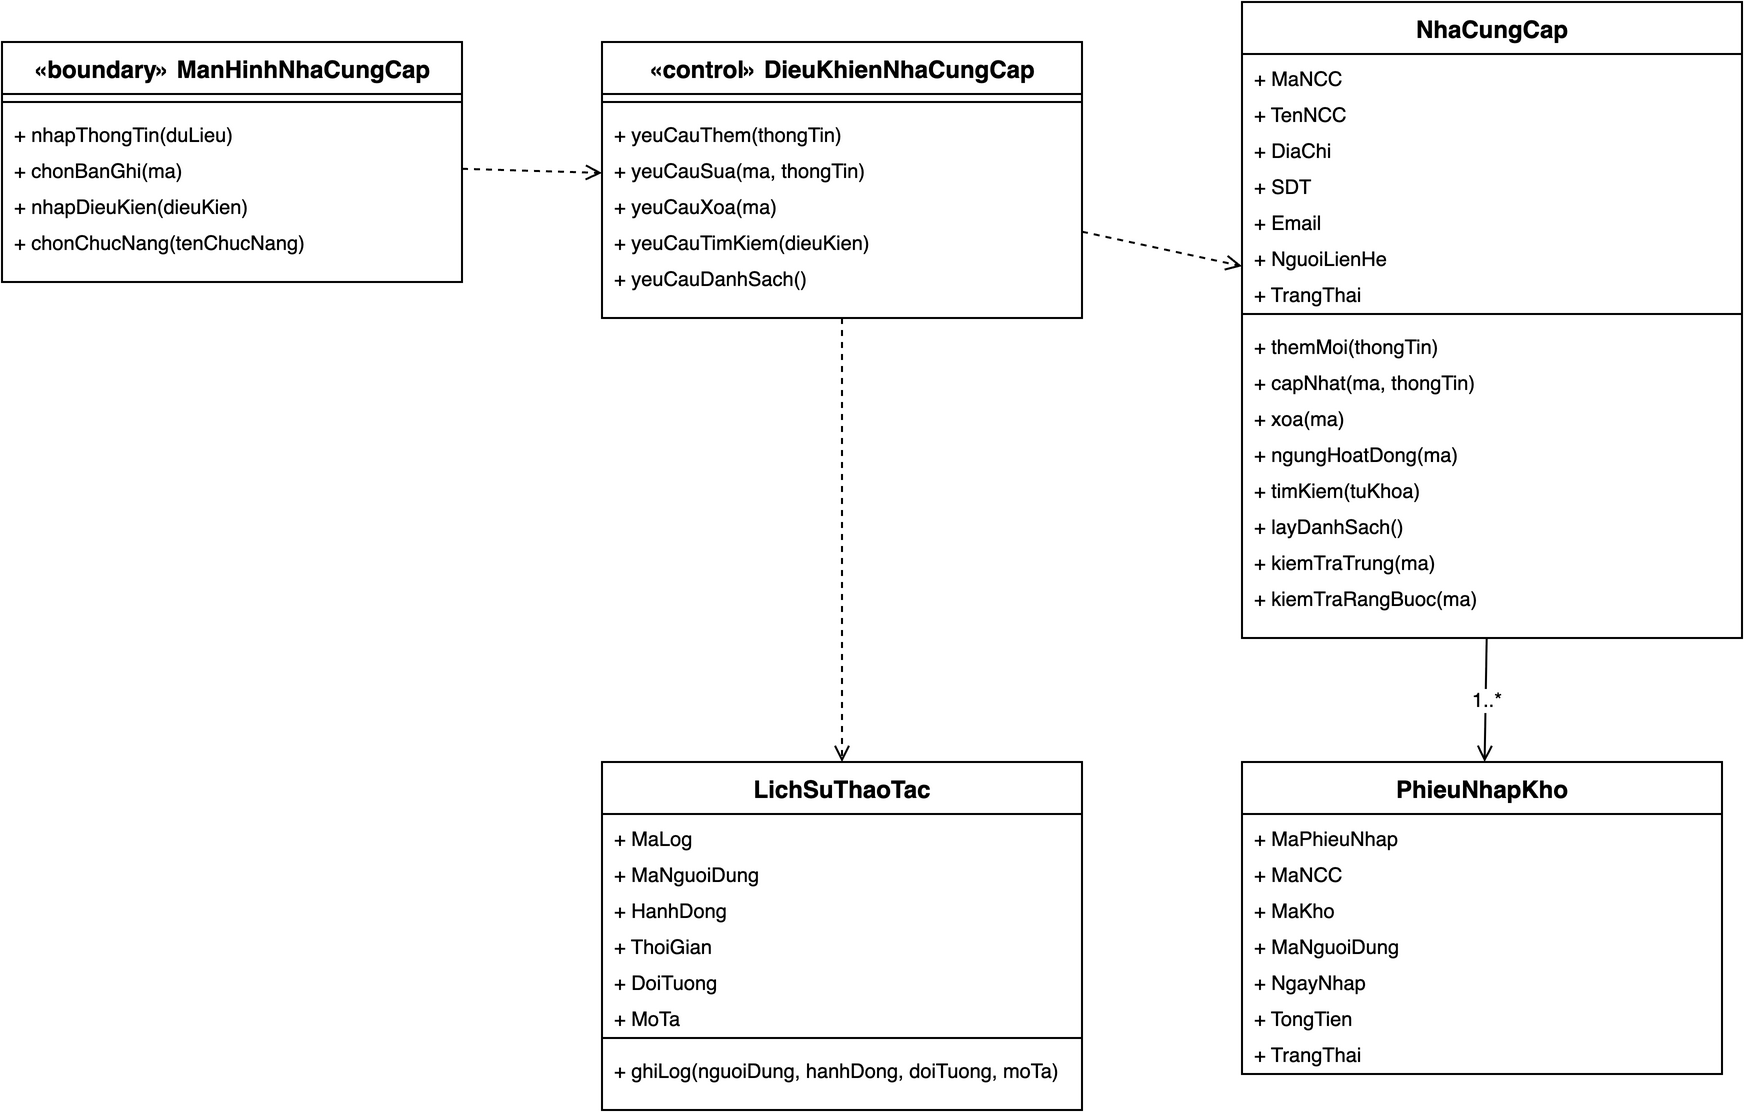 «boundary» ManHinhNhaCungCap
+ nhapThongTin(duLieu)
+ chonBanGhi(ma)
+ nhapDieuKien(dieuKien)
+ chonChucNang(tenChucNang)
«control» DieuKhienNhaCungCap
+ yeuCauThem(thongTin)
+ yeuCauSua(ma, thongTin)
+ yeuCauXoa(ma)
+ yeuCauTimKiem(dieuKien)
+ yeuCauDanhSach()
NhaCungCap
+ MaNCC
+ TenNCC
+ DiaChi
+ SDT
+ Email
+ NguoiLienHe
+ TrangThai
+ themMoi(thongTin)
+ capNhat(ma, thongTin)
+ xoa(ma)
+ ngungHoatDong(ma)
+ timKiem(tuKhoa)
+ layDanhSach()
+ kiemTraTrung(ma)
+ kiemTraRangBuoc(ma)
1..*
LichSuThaoTac
+ MaLog
+ MaNguoiDung
+ HanhDong
+ ThoiGian
+ DoiTuong
+ MoTa
+ ghiLog(nguoiDung, hanhDong, doiTuong, moTa)
PhieuNhapKho
+ MaPhieuNhap
+ MaNCC
+ MaKho
+ MaNguoiDung
+ NgayNhap
+ TongTien
+ TrangThai